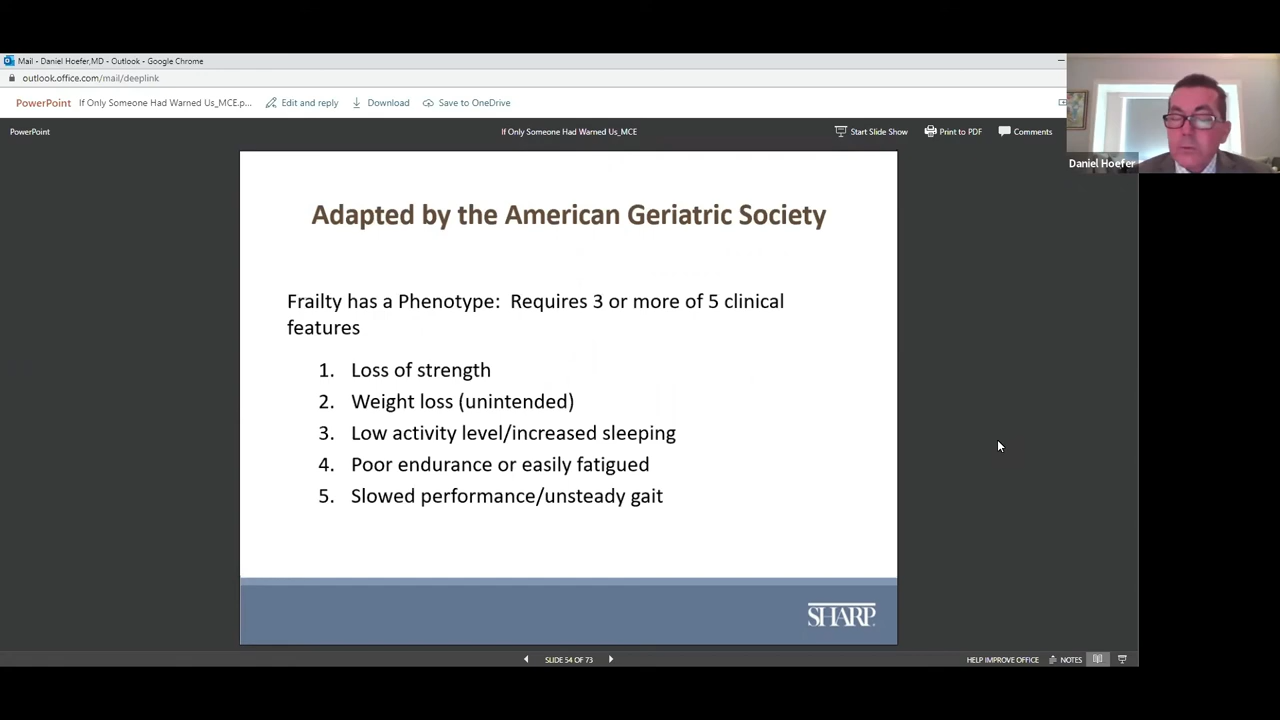 Mail - Daniel Hoefer,MD - Outlook - Google Chrome
outlook.office.com/mail/deeplink
PowerPoint If Only Someone Had Warned Us_MCE.p... Edit and reply Download Save to OneDrive
PowerPoint If Only Someone Had Warned Us_MCE Start Slide Show Print to PDF Comments
Daniel Hoefer
Adapted by the American Geriatric Society
Frailty has a Phenotype: Requires 3 or more of 5 clinical
features
1. Loss of strength
2. Weight loss (unintended)
3. Low activity level/increased sleeping
4. Poor endurance or easily fatigued
5. Slowed performance/unsteady gait
SHARP
SLIDE 54 OF 73 HELP IMPROVE OFFICE NOTES